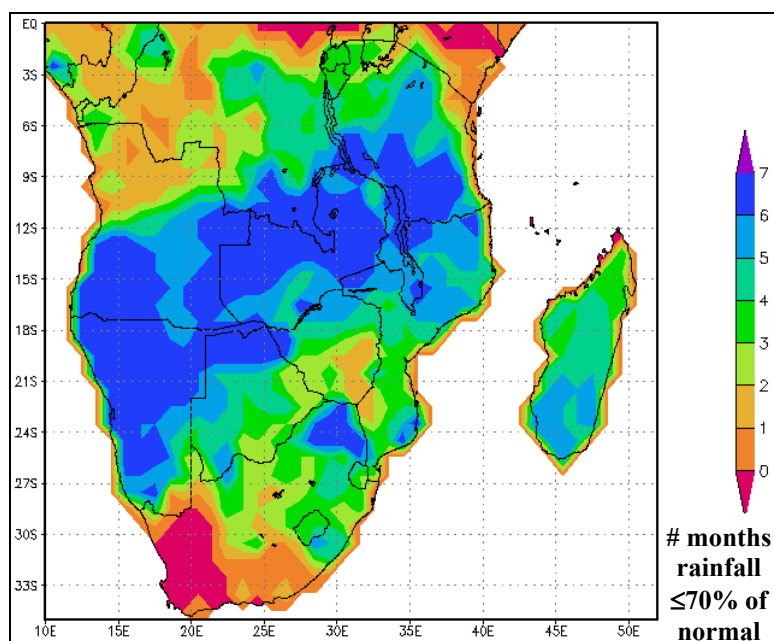 EQ
3S
6S
9S
12S
15S
18S
21S
24S
27S
30S
33S
10E 15E 20E 25E 30E 35E 40E 45E 50E
7
6
5
4
3
2
1
0
# months
rainfall
≤70% of
normal